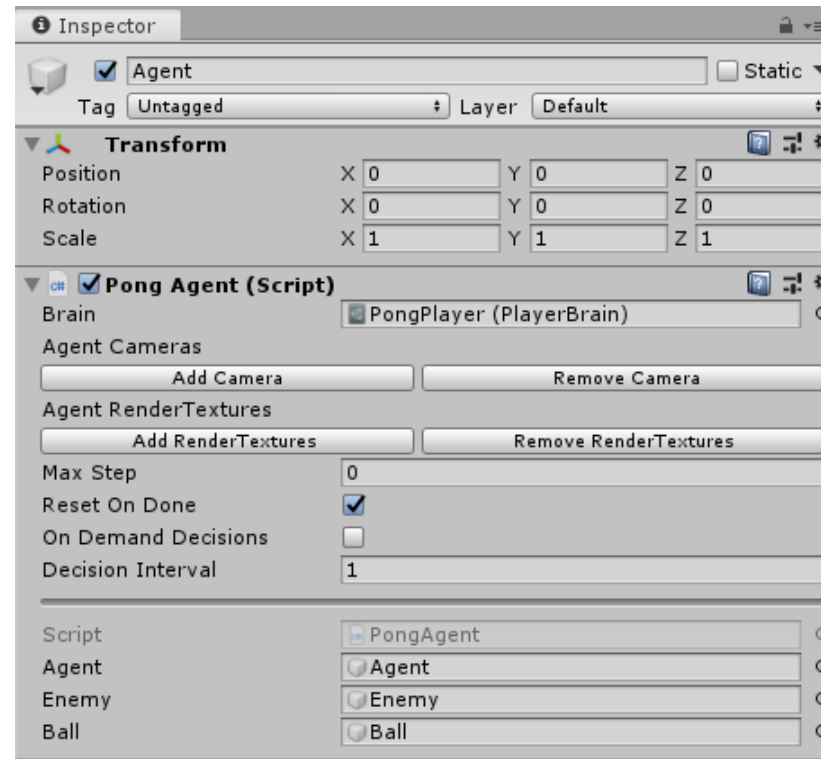 Inspector
Agent Static
Tag Untagged Layer Default
Transform
Position X 0 Y 0 Z 0
Rotation X 0 Y 0 Z 0
Scale X 1 Y 1 Z 1
c# Pong Agent (Script)
Brain PongPlayer (PlayerBrain)
Agent Cameras
Add Camera Remove Camera
Agent RenderTextures
Add RenderTextures Remove RenderTextures
Max Step 0
Reset On Done
On Demand Decisions
Decision Interval 1
Script PongAgent
Agent Agent
Enemy Enemy
Ball Ball